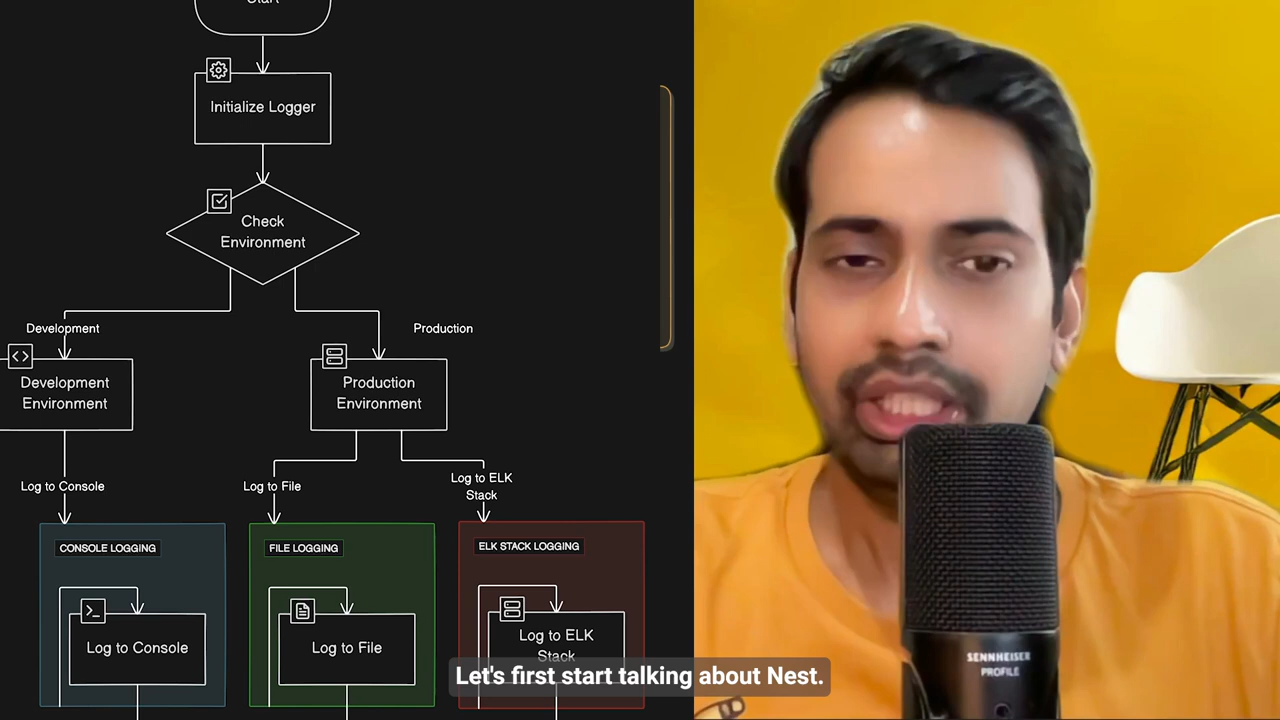 Start
Initialize Logger
Check
Environment
Development
Production
Development
Environment
Production
Environment
Log to Console
Log to File
Log to ELK
Stack
CONSOLE LOGGING
FILE LOGGING
ELK STACK LOGGING
Log to Console
Log to File
Log to ELK
Stack
Let's first start talking about Nest.
SENNHEISER
PROFILE